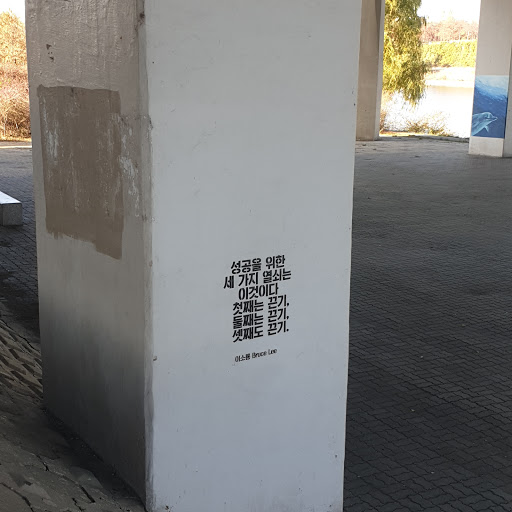 성공을 위한
세 가지 열쇠는
이것이다
첫째는 끈기,
둘째는 끈기,
셋째도 끈기.
이소룡 Bruce Lee